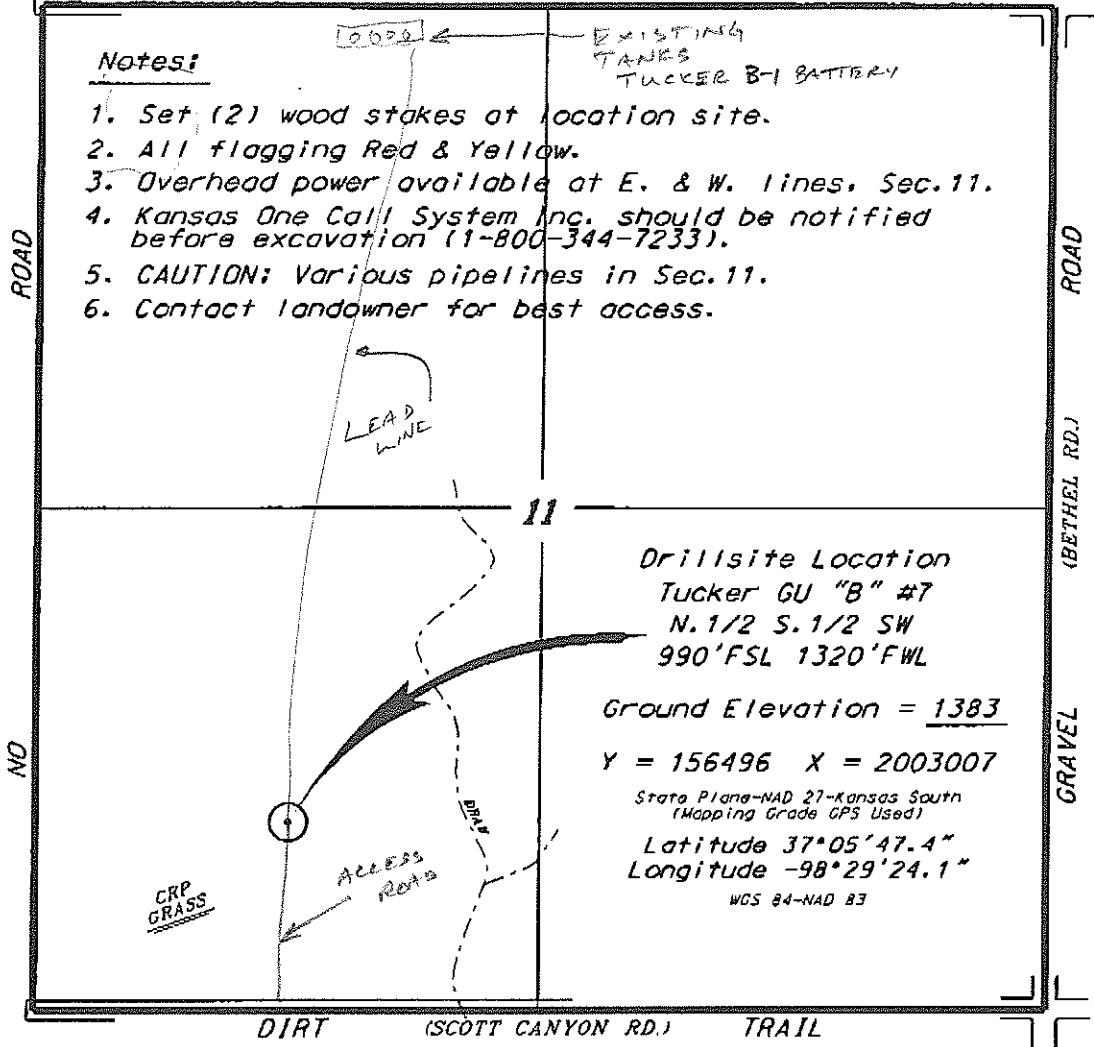 EXISTING
TANKS
TUCKER B-1 BATTERY
Notes:
1. Set (2) wood stakes at location site.
2. All flagging Red & Yellow.
3. Overhead power available at E. & W. lines, Sec.11.
4. Kansas One Call System Inc. should be notified
before excavation (1-800-344-7233).
5. CAUTION: Various pipelines in Sec.11.
6. Contact landowner for best access.
NO ROAD
LEAD
LINE
11
Drillsite Location
Tucker GU "B" #7
N.1/2 S.1/2 SW
990'FSL 1320'FWL
Ground Elevation = 1383
Y = 156496 X = 2003007
State Plane-NAD 27-Kansas South
(Mapping Grade GPS Used)
Latitude 37°05'47.4"
Longitude -98°29'24.1"
WGS 84-NAD 83
DRAW
ACCESS
ROAD
CRP
GRASS
GRAVEL (BETHEL RD.) ROAD
DIRT (SCOTT CANYON RD.) TRAIL